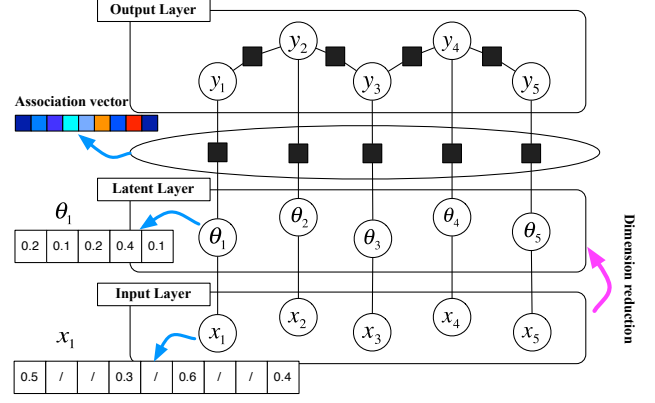 Output Layer
y2 y4
y1 y3 y5
Association vector
Latent Layer
θ1
θ1 θ2 θ3 θ4 θ5
0.2 0.1 0.2 0.4 0.1
Dimension reduction
Input Layer
x1
x1 x2 x3 x4 x5
0.5 / / 0.3 / 0.6 / / 0.4